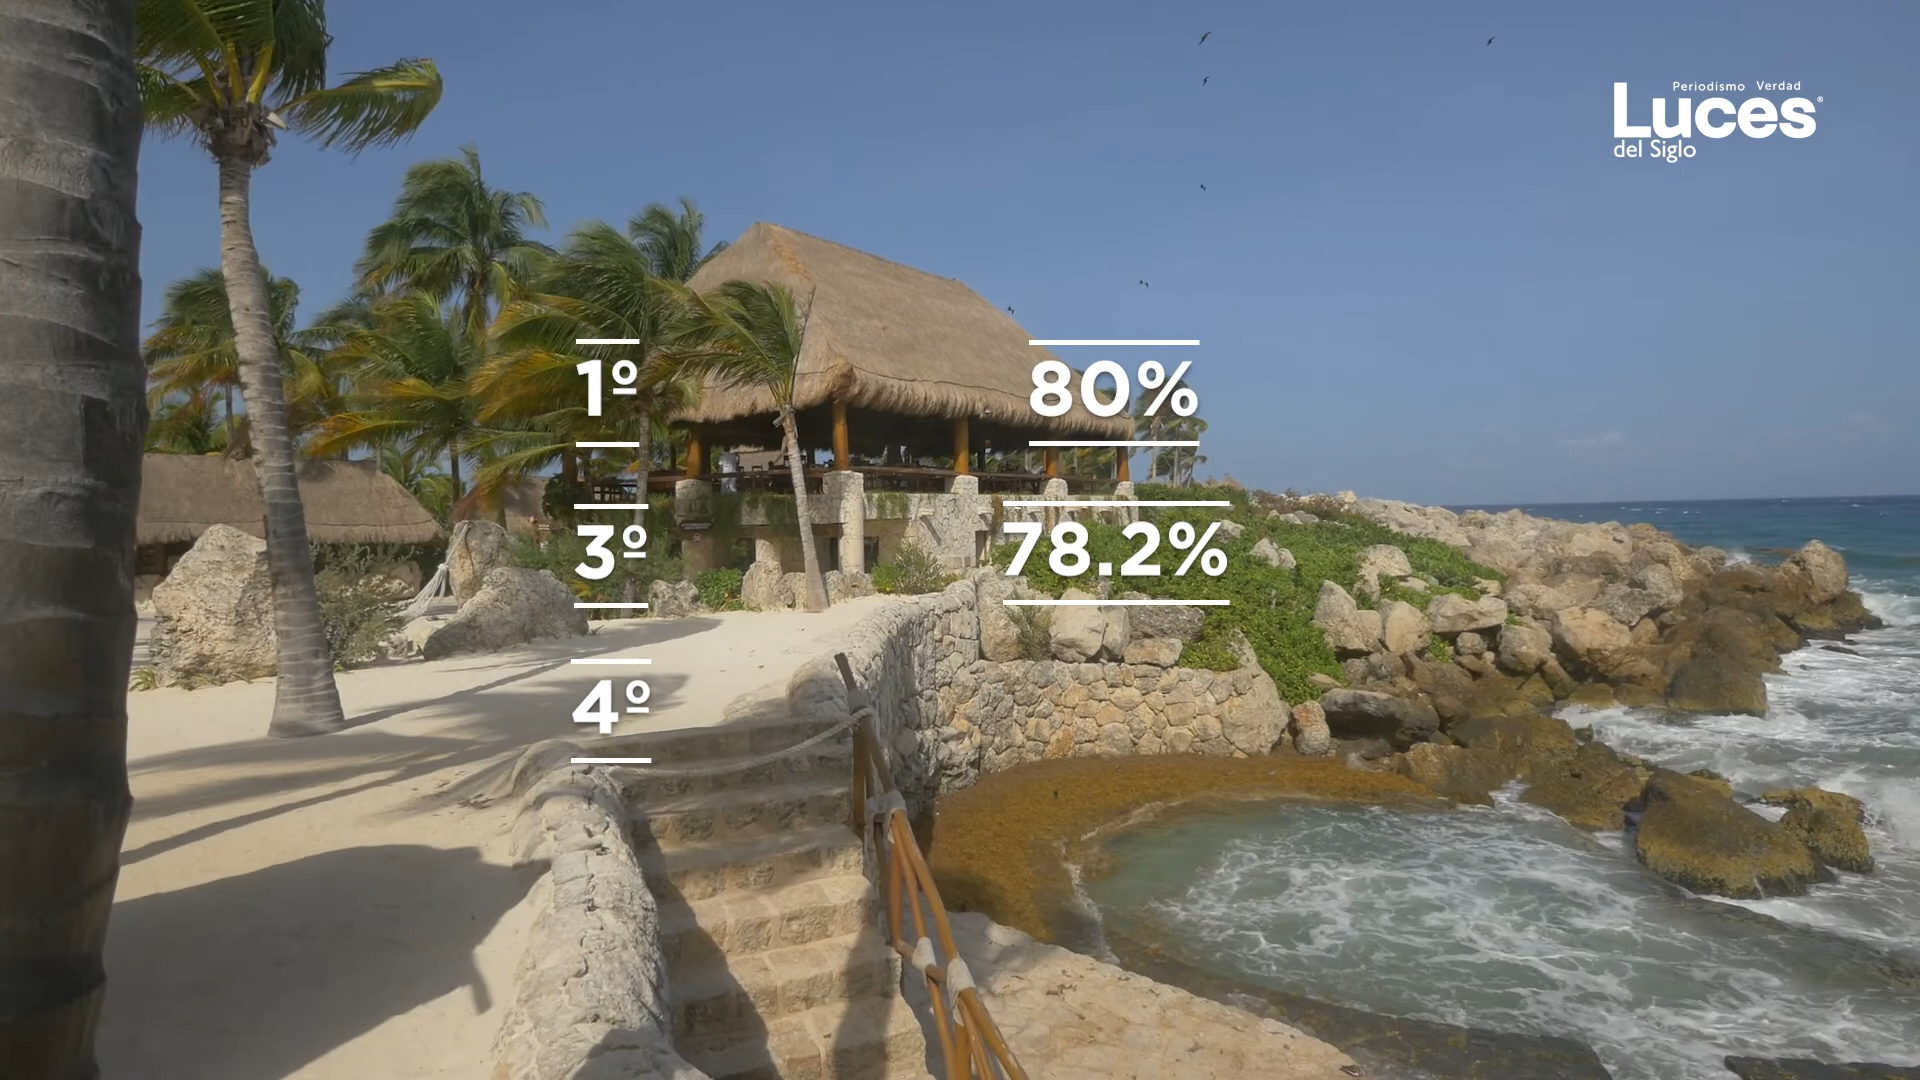 Periodismo Verdad
Luces®
del Siglo
1º 80%
3º 78.2%
4º